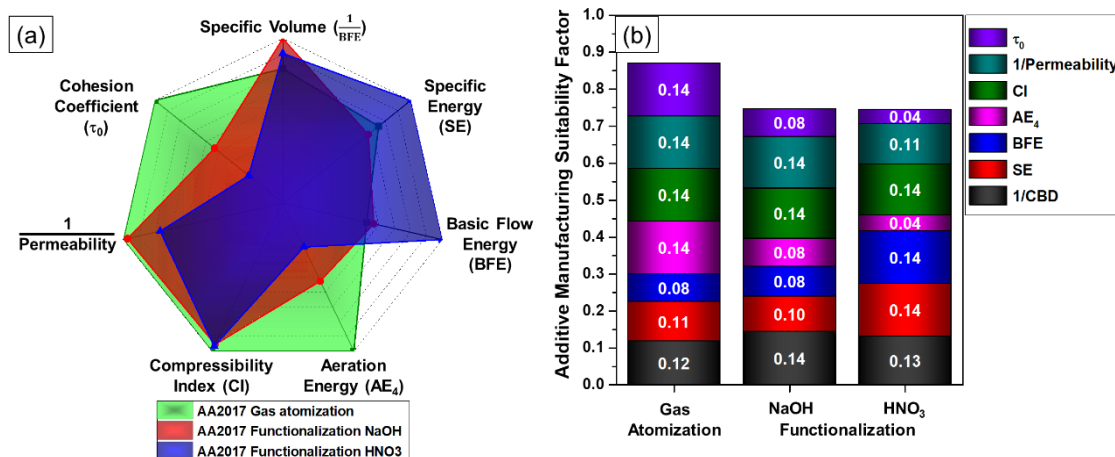 (a)
Specific Volume (1/BFE)
Cohesion
Coefficient
(τ₀)
Specific
Energy
(SE)
1
Permeability
Basic Flow
Energy
(BFE)
Compressibility
Index (CI)
Aeration
Energy (AE₄)
AA2017 Gas atomization
AA2017 Functionalization NaOH
AA2017 Functionalization HNO3
(b)
Additive Manufacturing Suitability Factor
1.0
0.9
0.8
0.7
0.6
0.5
0.4
0.3
0.2
0.1
0.0
0.14
0.14
0.14
0.14
0.08
0.11
0.12
0.08
0.14
0.14
0.08
0.08
0.10
0.14
0.04
0.11
0.14
0.04
0.14
0.14
0.13
Gas
Atomization
NaOH
HNO₃
Functionalization
τ₀
1/Permeability
CI
AE₄
BFE
SE
1/CBD